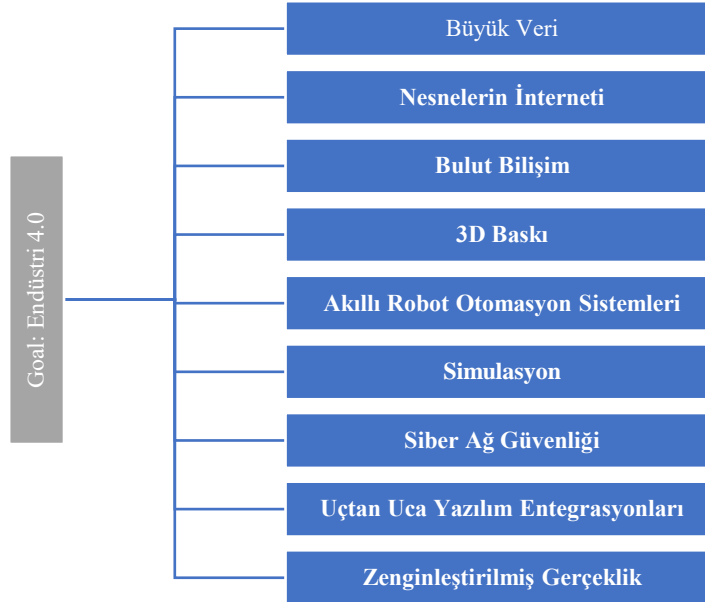 Goal: Endüstri 4.0
Büyük Veri
Nesnelerin İnterneti
Bulut Bilişim
3D Baskı
Akıllı Robot Otomasyon Sistemleri
Simulasyon
Siber Ağ Güvenliği
Uçtan Uca Yazılım Entegrasyonları
Zenginleştirilmiş Gerçeklik